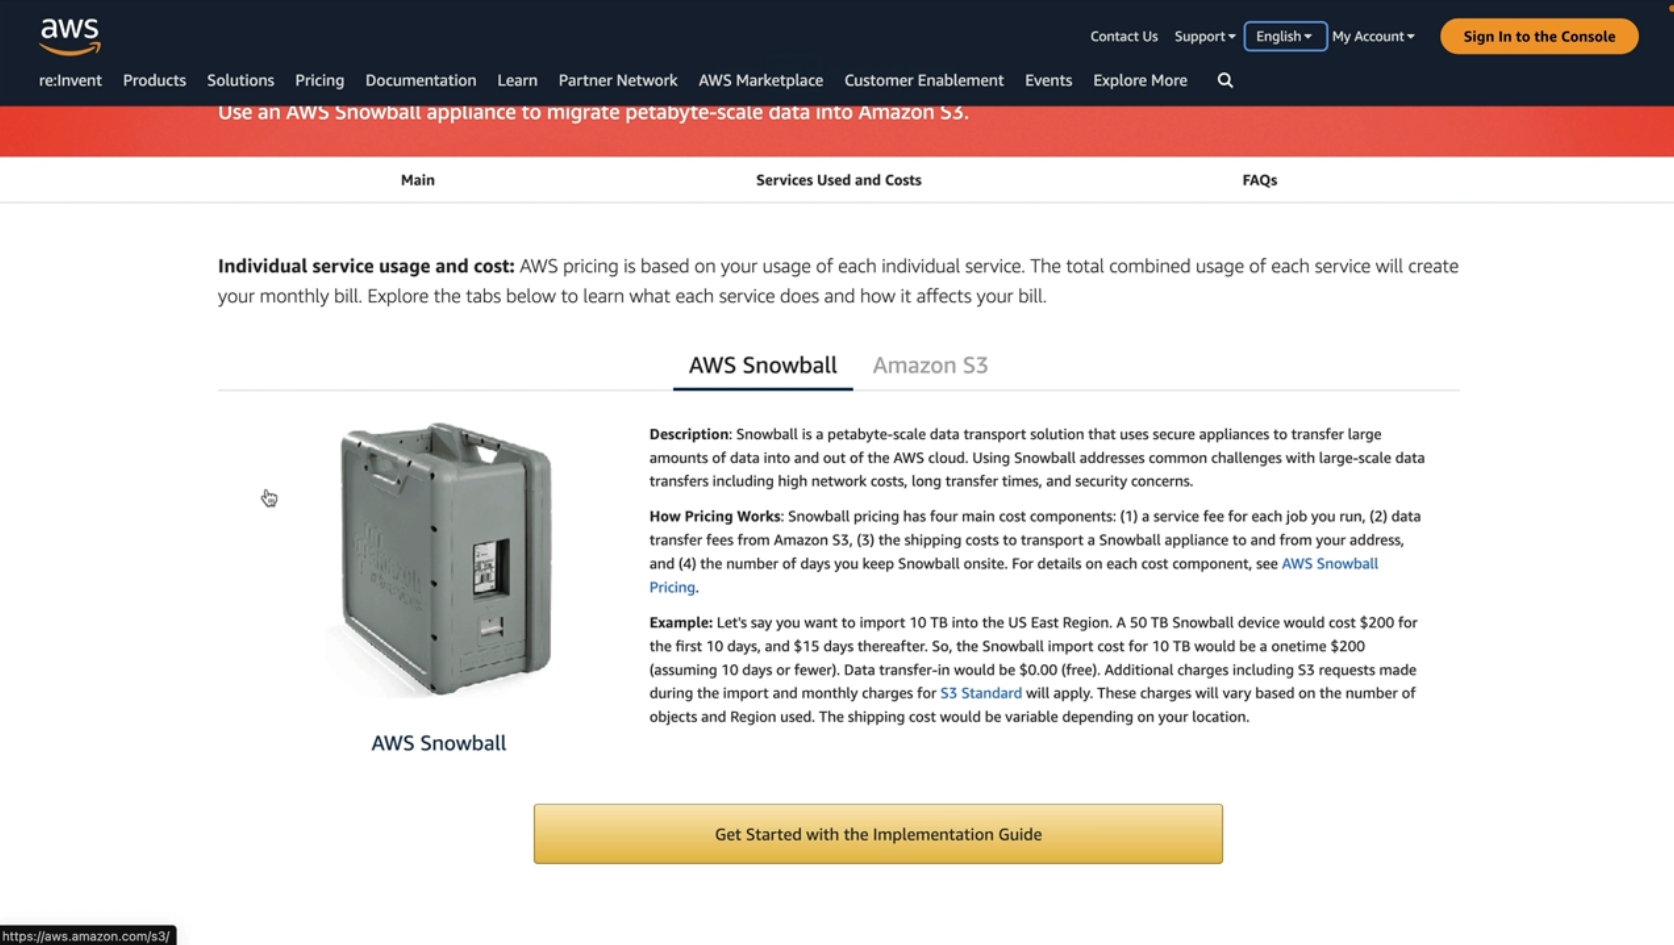 aws
Contact Us Support English My Account Sign In to the Console
re:Invent Products Solutions Pricing Documentation Learn Partner Network AWS Marketplace Customer Enablement Events Explore More
Use an AWS Snowball appliance to migrate petabyte-scale data into Amazon S3.
Main Services Used and Costs FAQs
Individual service usage and cost: AWS pricing is based on your usage of each individual service. The total combined usage of each service will create
your monthly bill. Explore the tabs below to learn what each service does and how it affects your bill.
AWS Snowball Amazon S3
Description: Snowball is a petabyte-scale data transport solution that uses secure appliances to transfer large
amounts of data into and out of the AWS cloud. Using Snowball addresses common challenges with large-scale data
transfers including high network costs, long transfer times, and security concerns.
How Pricing Works: Snowball pricing has four main cost components: (1) a service fee for each job you run, (2) data
transfer fees from Amazon S3, (3) the shipping costs to transport a Snowball appliance to and from your address,
and (4) the number of days you keep Snowball onsite. For details on each cost component, see AWS Snowball
Pricing.
Example: Let's say you want to import 10 TB into the US East Region. A 50 TB Snowball device would cost $200 for
the first 10 days, and $15 days thereafter. So, the Snowball import cost for 10 TB would be a onetime $200
(assuming 10 days or fewer). Data transfer-in would be $0.00 (free). Additional charges including S3 requests made
during the import and monthly charges for S3 Standard will apply. These charges will vary based on the number of
objects and Region used. The shipping cost would be variable depending on your location.
AWS Snowball
Get Started with the Implementation Guide
https://aws.amazon.com/s3/